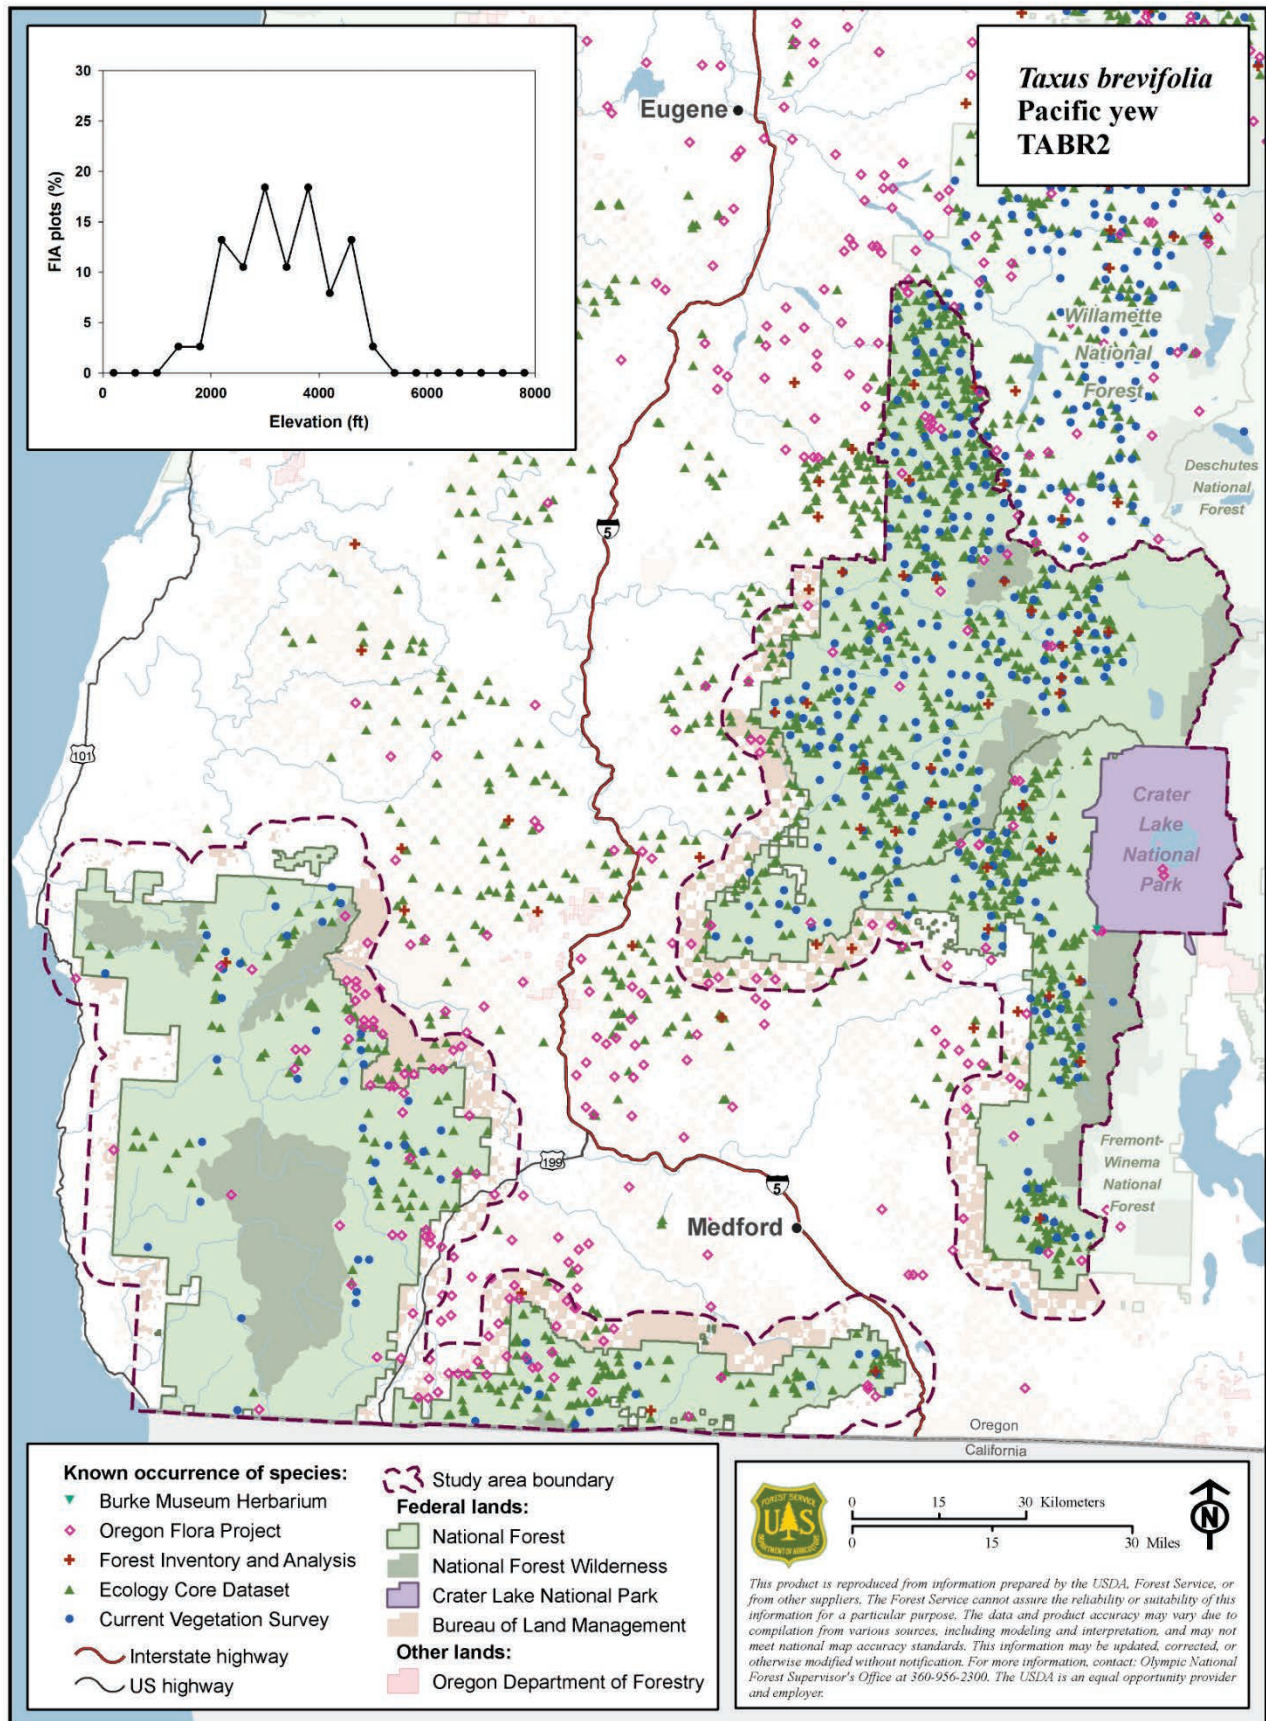 30
25
20
15
10
5
0
FIA plots (%)
0 2000 4000 6000 8000
Elevation (ft)
Taxus brevifolia
Pacific yew
TABR2
Eugene
Willamette
National
Forest
Deschutes
National
Forest
5
101
Crater
Lake
National
Park
199
5
Medford
Fremont-
Winema
National
Forest
Oregon
California
Known occurrence of species:
Burke Museum Herbarium
Oregon Flora Project
Forest Inventory and Analysis
Ecology Core Dataset
Current Vegetation Survey
Interstate highway
US highway
Study area boundary
Federal lands:
National Forest
National Forest Wilderness
Crater Lake National Park
Bureau of Land Management
Other lands:
Oregon Department of Forestry
FOREST SERVICE
UAS
DEPARTMENT OF AGRICULTURE
0 15 30 Kilometers
0 15 30 Miles
N
This product is reproduced from information prepared by the USDA, Forest Service, or
from other suppliers. The Forest Service cannot assure the reliability or suitability of this
information for a particular purpose. The data and product accuracy may vary due to
compilation from various sources, including modeling and interpretation, and may not
meet national map accuracy standards. This information may be updated, corrected, or
otherwise modified without notification. For more information, contact: Olympic National
Forest Supervisor's Office at 360-956-2300. The USDA is an equal opportunity provider
and employer.